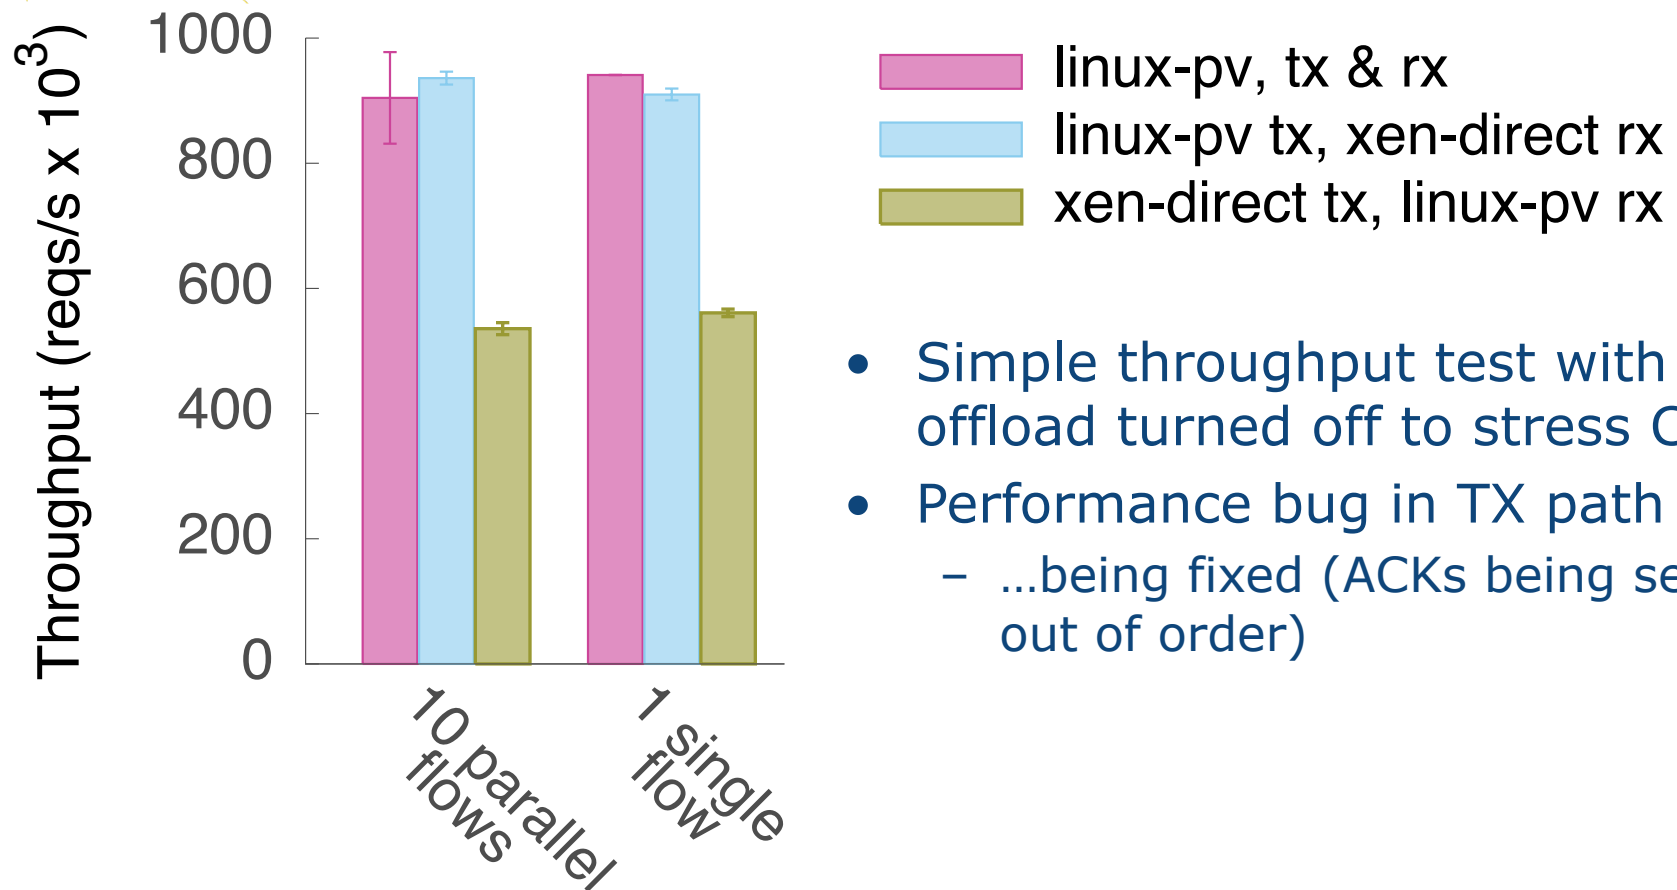 Throughput (reqs/s x 10³)
1000
800
600
400
200
0
10 parallel
flows
1 single
flow
linux-pv, tx & rx
linux-pv tx, xen-direct rx
xen-direct tx, linux-pv rx
• Simple throughput test with
offload turned off to stress
• Performance bug in TX path
– …being fixed (ACKs being
out of order)